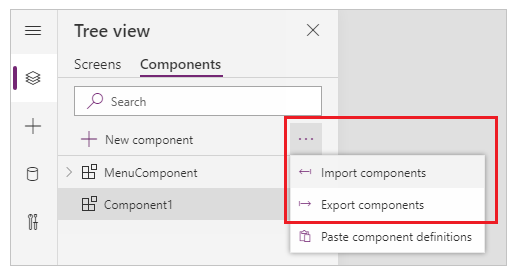 Tree view
Screens Components
Search
New component
MenuComponent
Component1
Import components
Export components
Paste component definitions